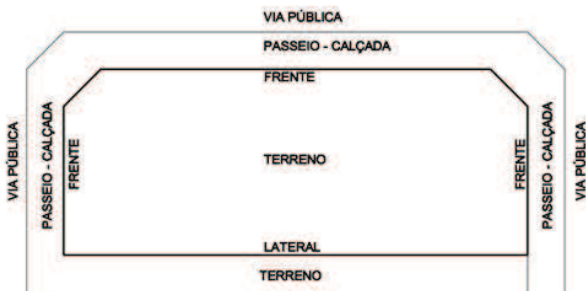 VIA PÚBLICA
PASSEIO - CALÇADA
FRENTE
VIA PÚBLICA
PASSEIO - CALÇADA
FRENTE
TERRENO
FRENTE
PASSEIO - CALÇADA
VIA PÚBLICA
LATERAL
TERRENO